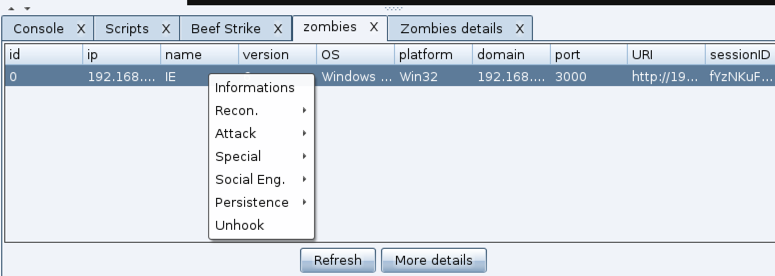 Console X Scripts X Beef Strike X zombies X Zombies details X
id ip name version OS platform domain port URI sessionID
0 192.168.... IE Windows ... Win32 192.168.... 3000 http://19... fYzNKuF...
Informations
Recon.
Attack
Special
Social Eng.
Persistence
Unhook
Refresh More details